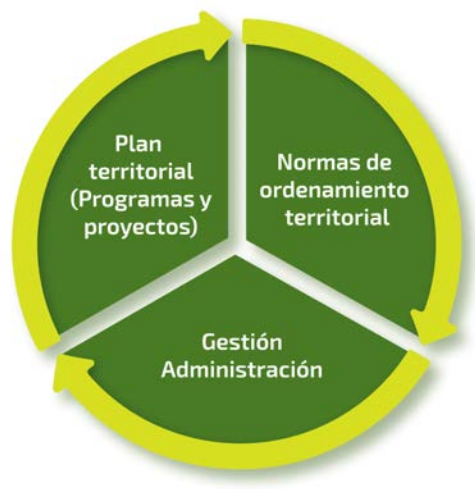 Plan
territorial
(Programas y
proyectos)
Normas de
ordenamiento
territorial
Gestión
Administración